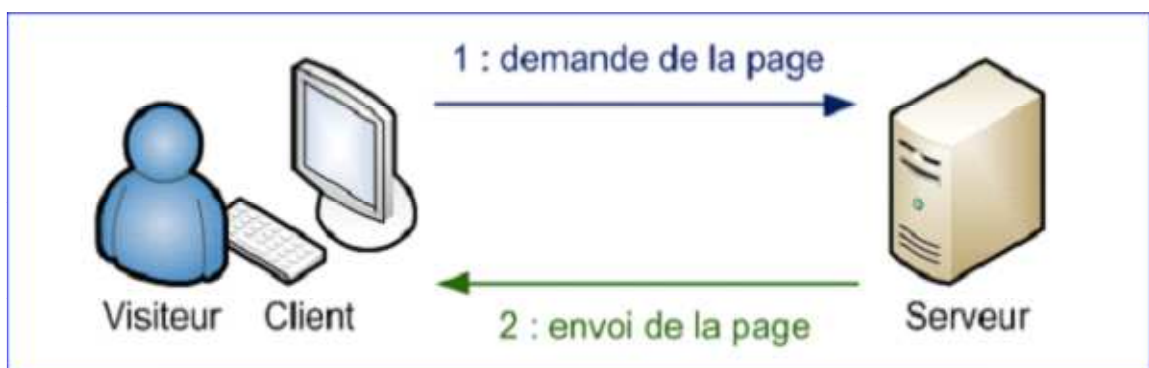 1 : demande de la page
Visiteur
Client
2 : envoi de la page
Serveur